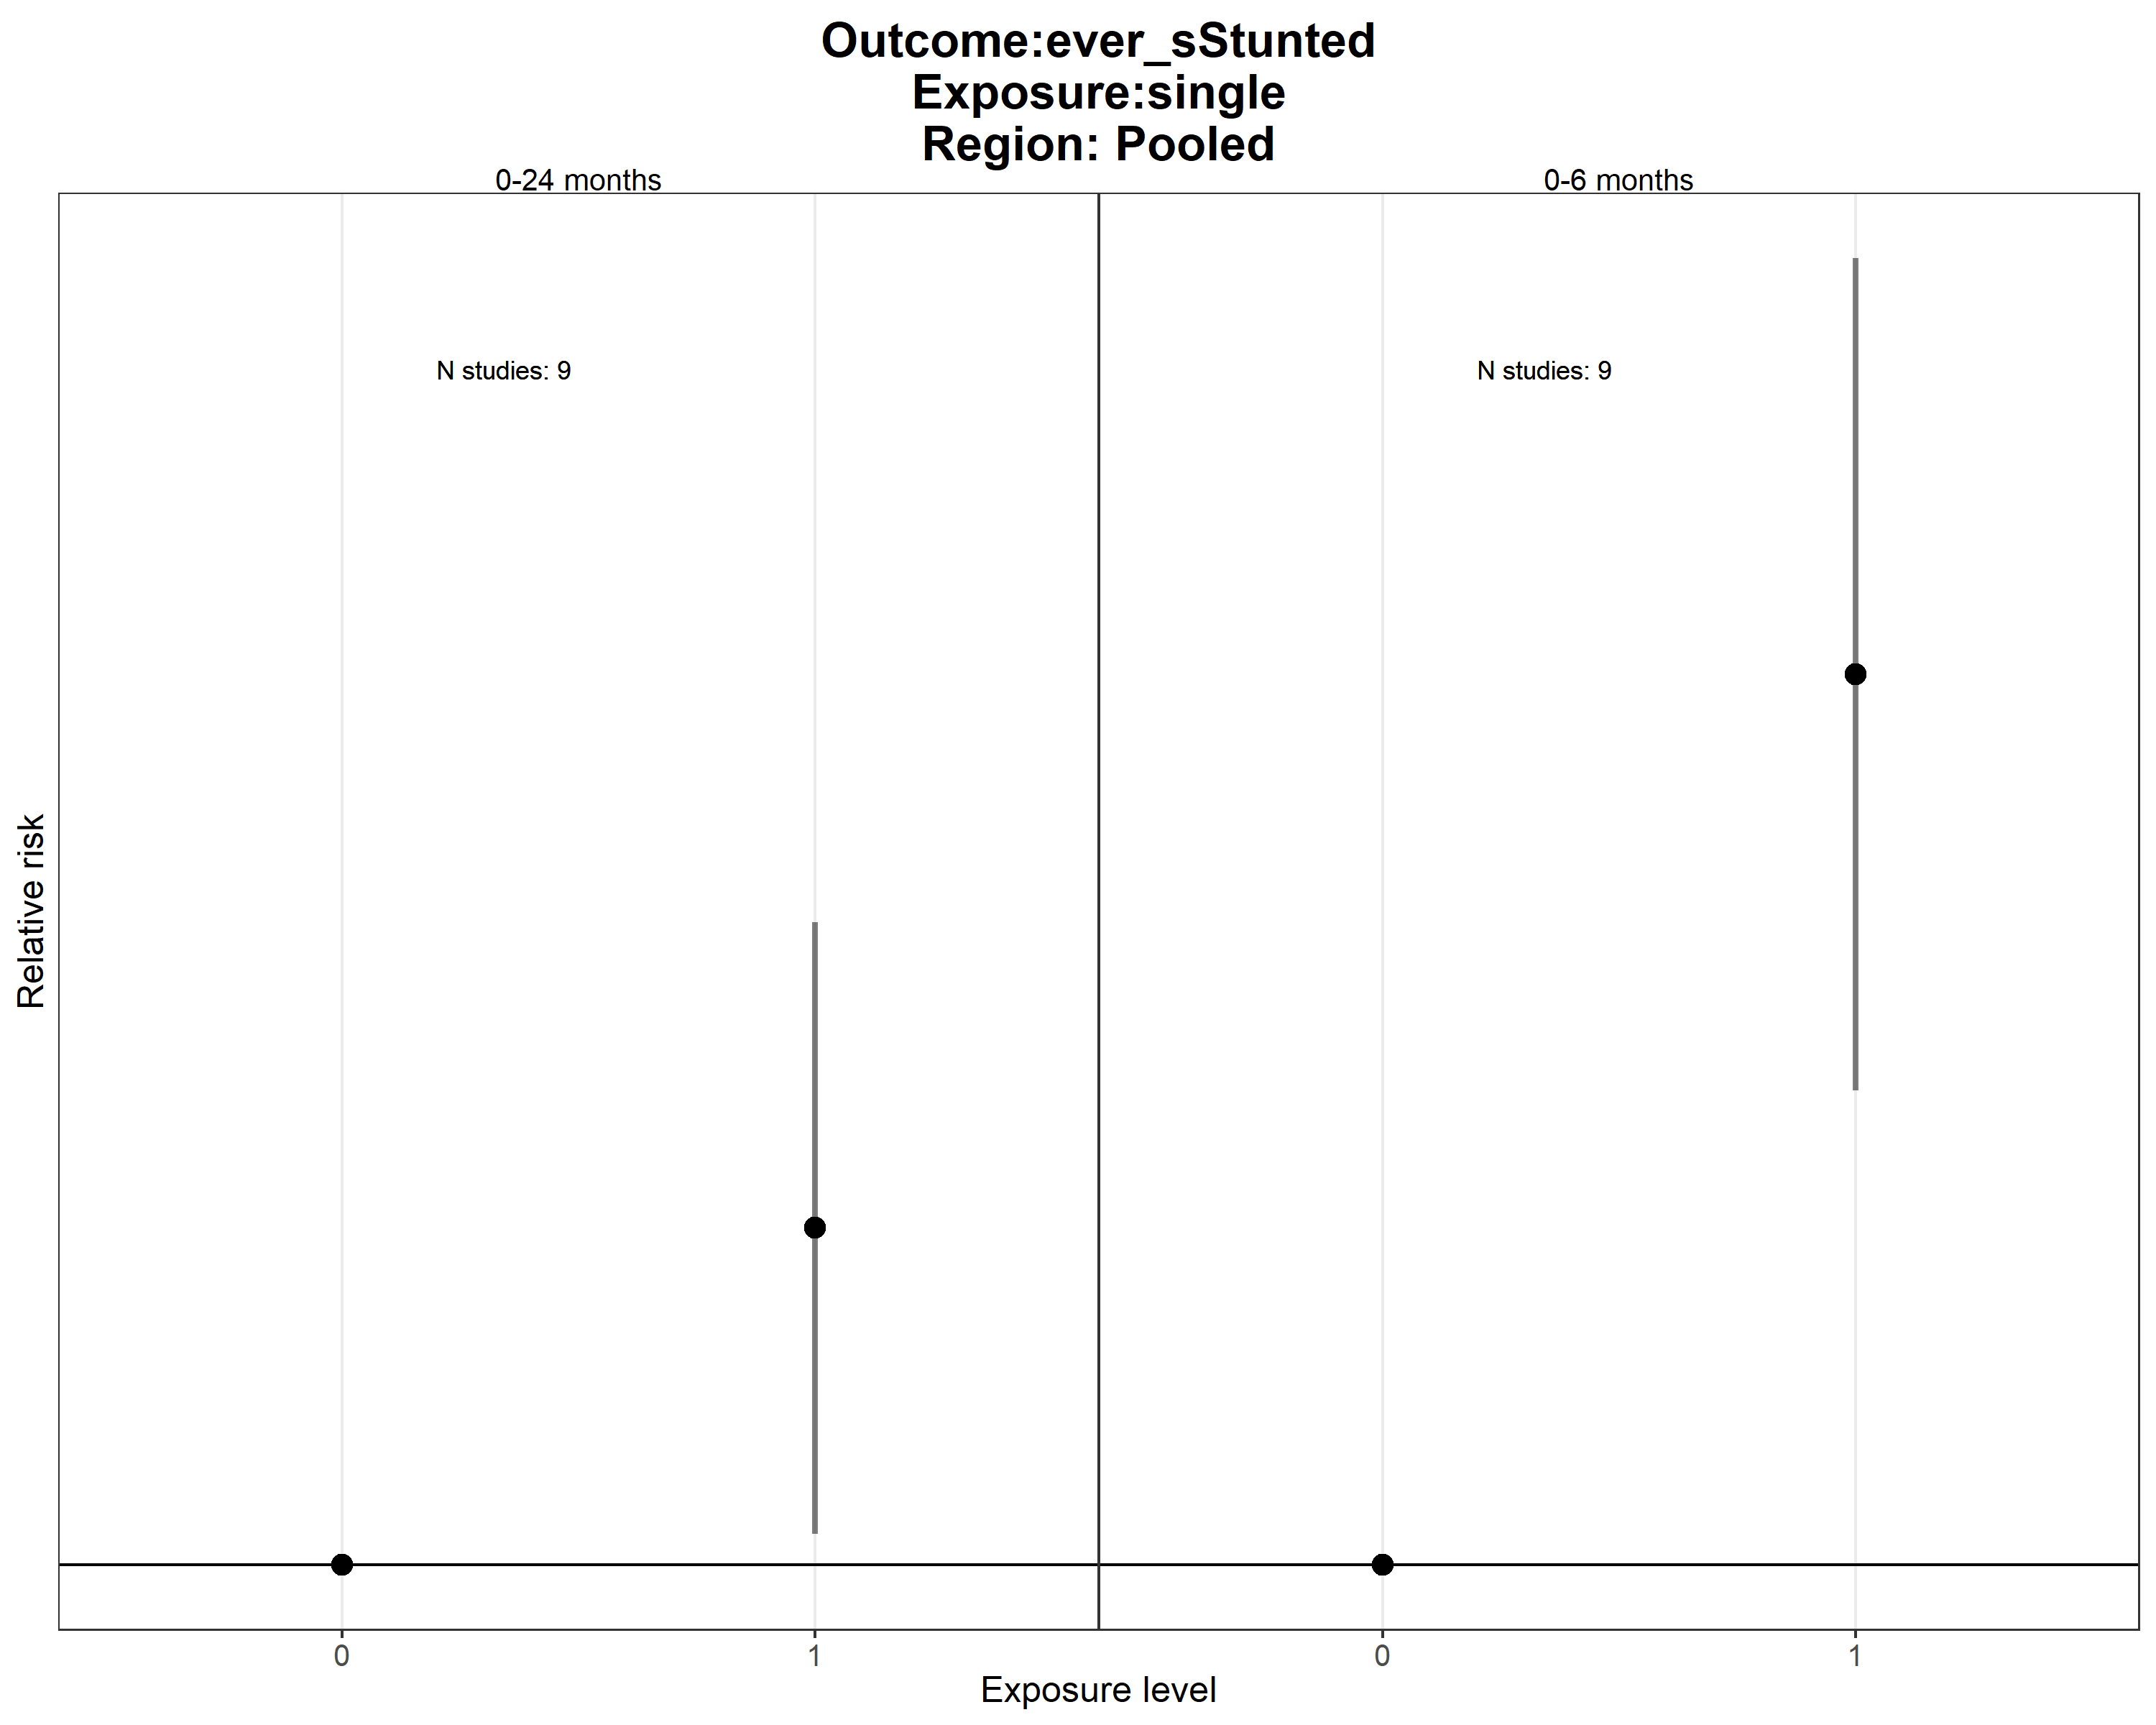 Outcome:ever_sStunted
Exposure:single
Region: Pooled
0-24 months
0-6 months
N studies: 9
N studies: 9
Relative risk
0
1
0
1
Exposure level